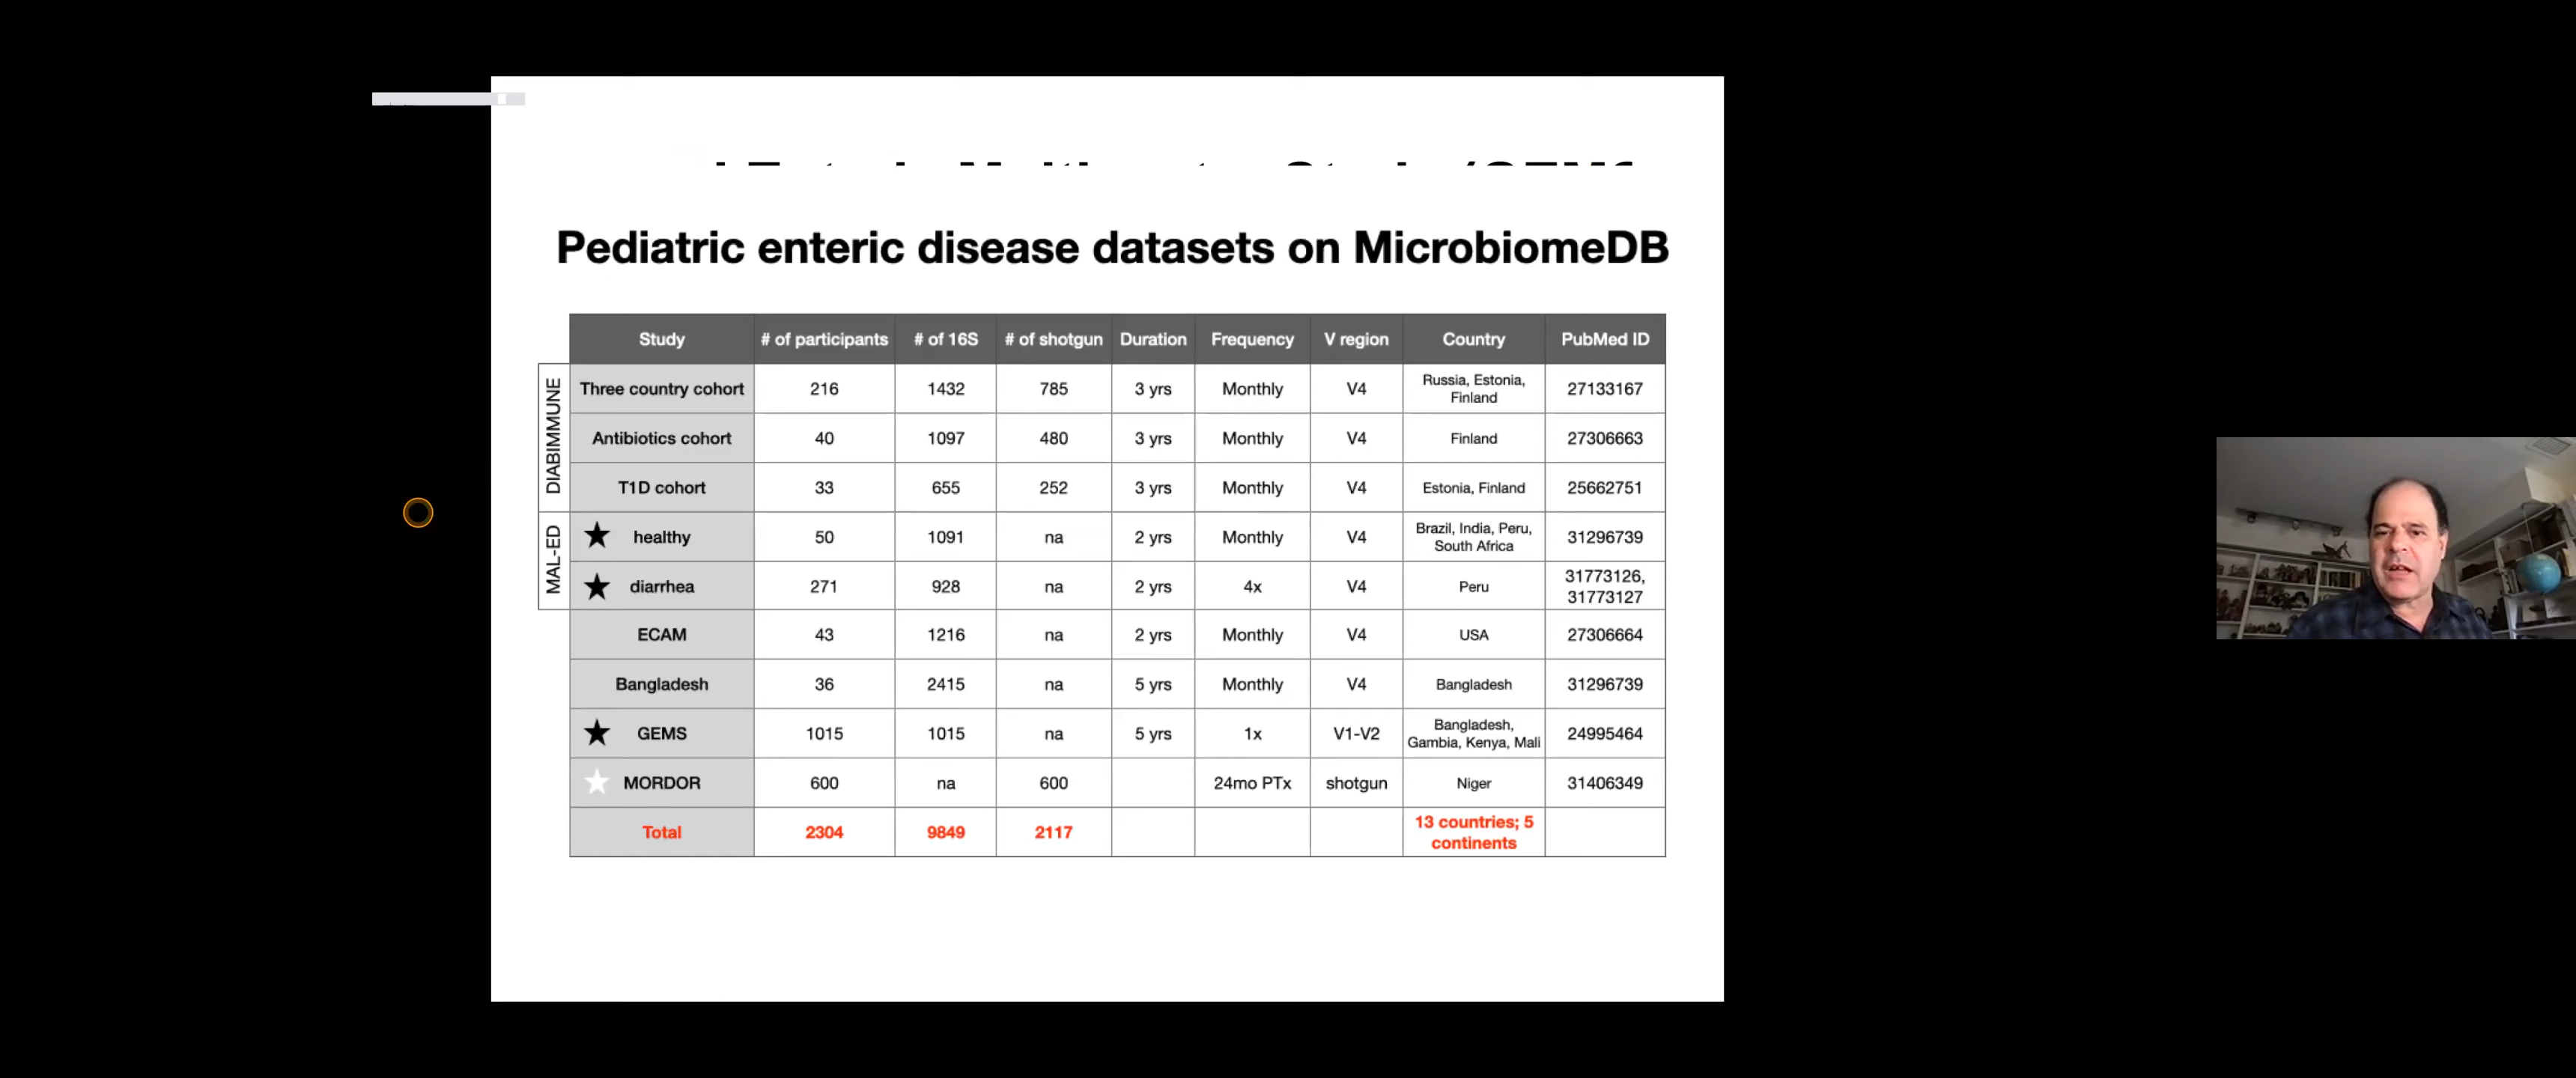 Pediatric enteric disease datasets on MicrobiomeDB
Study # of participants # of 16S # of shotgun Duration Frequency V region Country PubMed ID
DIABIMMUNE
Three country cohort 216 1432 785 3 yrs Monthly V4 Russia, Estonia, Finland 27133167
Antibiotics cohort 40 1097 480 3 yrs Monthly V4 Finland 27306663
T1D cohort 33 655 252 3 yrs Monthly V4 Estonia, Finland 25662751
MAL-ED
healthy 50 1091 na 2 yrs Monthly V4 Brazil, India, Peru, South Africa 31296739
diarrhea 271 928 na 2 yrs 4x V4 Peru 31773126, 31773127
ECAM 43 1216 na 2 yrs Monthly V4 USA 27306664
Bangladesh 36 2415 na 5 yrs Monthly V4 Bangladesh 31296739
GEMS 1015 1015 na 5 yrs 1x V1-V2 Bangladesh, Gambia, Kenya, Mali 24995464
MORDOR 600 na 600 24mo PTx shotgun Niger 31406349
Total 2304 9849 2117 13 countries; 5 continents